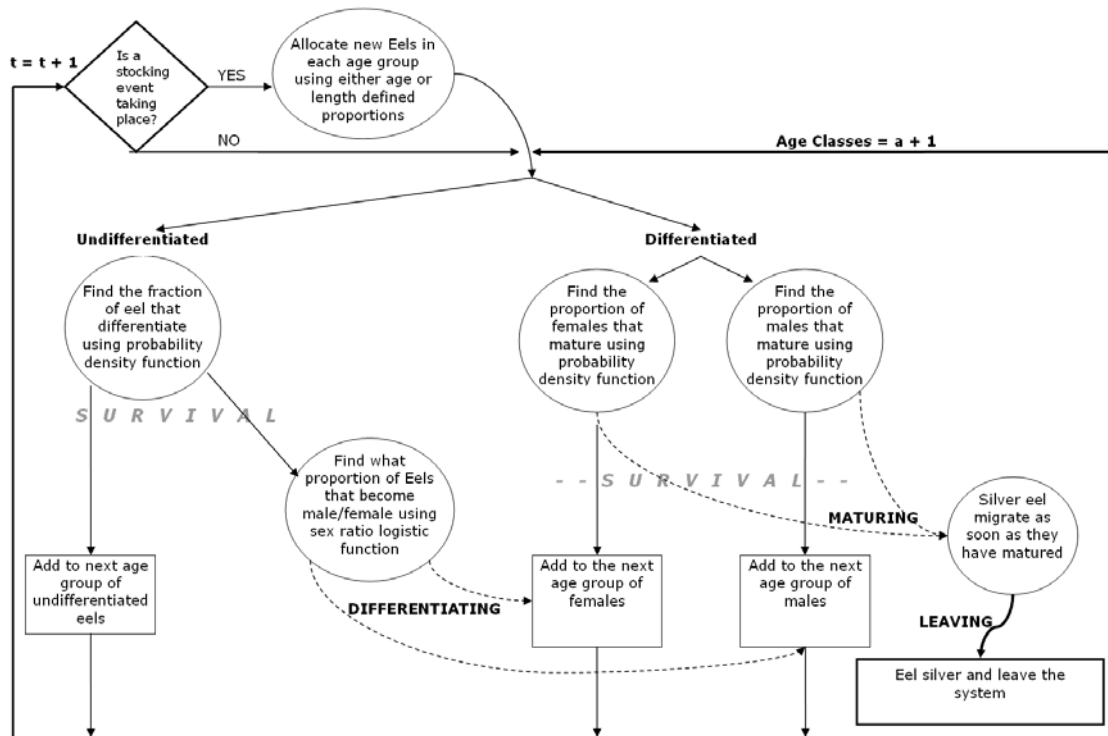 t = t + 1
Is a
stocking
event
taking
place?
YES
Allocate new Eels in
each age group
using either age or
length defined
proportions
NO
Age Classes = a + 1
Undifferentiated
Differentiated
Find the fraction
of eel that
differentiate
using probability
density function
Find the
proportion of
females that
mature using
probability
density function
Find the
proportion of
males that
mature using
probability
density function
S U R V I V A L
Find what
proportion of Eels
that become
male/female using
sex ratio logistic
function
- - S U R V I V A L - -
MATURING
Silver eel
migrate as
soon as they
have matured
Add to next age
group of
undifferentiated
eels
DIFFERENTIATING
Add to the next
age group of
females
Add to the next
age group of
males
LEAVING
Eel silver and leave the
system